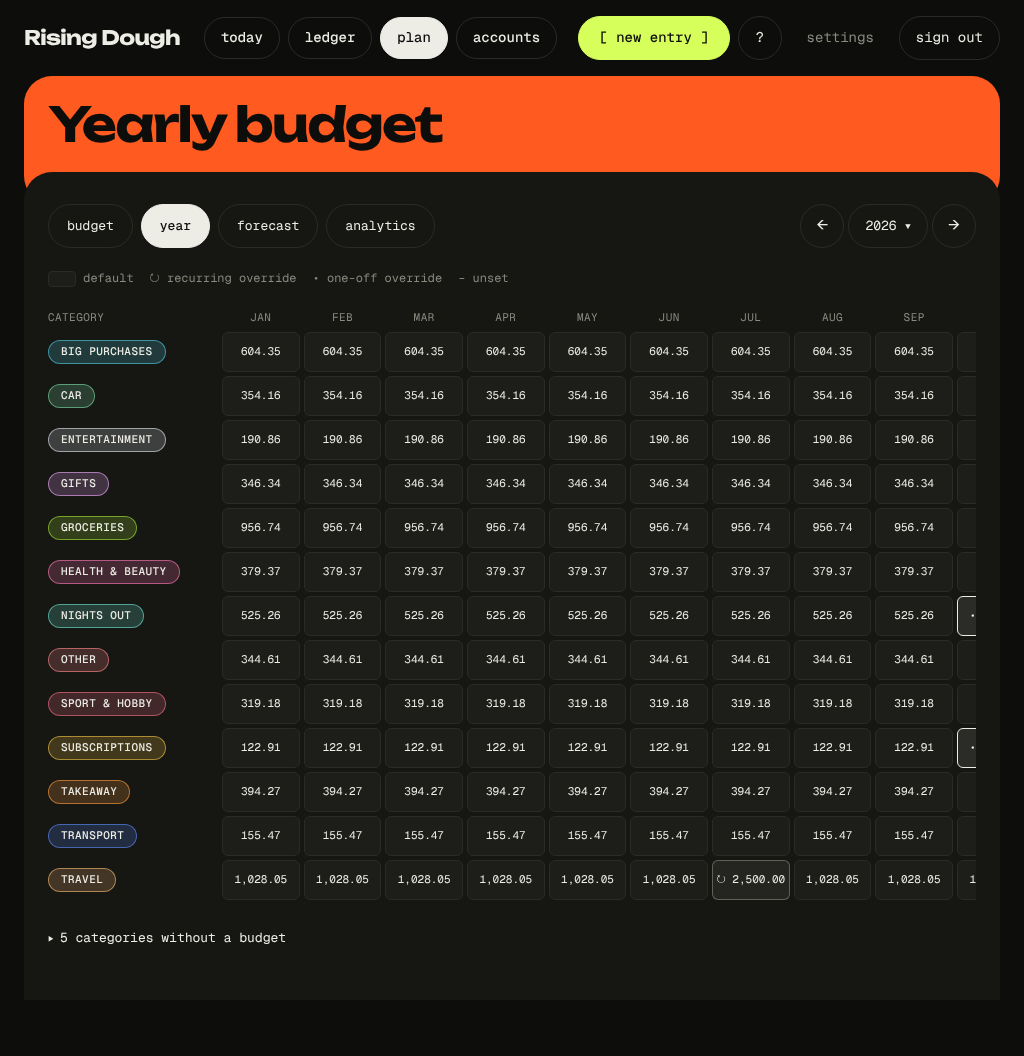 Rising Dough today ledger plan accounts [ new entry ] ? settings sign out
Yearly budget
budget year forecast analytics ← 2026 ▾ →
default ↻ recurring override • one-off override – unset
CATEGORY JAN FEB MAR APR MAY JUN JUL AUG SEP
BIG PURCHASES 604.35 604.35 604.35 604.35 604.35 604.35 604.35 604.35 604.35
CAR 354.16 354.16 354.16 354.16 354.16 354.16 354.16 354.16 354.16
ENTERTAINMENT 190.86 190.86 190.86 190.86 190.86 190.86 190.86 190.86 190.86
GIFTS 346.34 346.34 346.34 346.34 346.34 346.34 346.34 346.34 346.34
GROCERIES 956.74 956.74 956.74 956.74 956.74 956.74 956.74 956.74 956.74
HEALTH & BEAUTY 379.37 379.37 379.37 379.37 379.37 379.37 379.37 379.37 379.37
NIGHTS OUT 525.26 525.26 525.26 525.26 525.26 525.26 525.26 525.26 525.26 •
OTHER 344.61 344.61 344.61 344.61 344.61 344.61 344.61 344.61 344.61
SPORT & HOBBY 319.18 319.18 319.18 319.18 319.18 319.18 319.18 319.18 319.18
SUBSCRIPTIONS 122.91 122.91 122.91 122.91 122.91 122.91 122.91 122.91 122.91 •
TAKEAWAY 394.27 394.27 394.27 394.27 394.27 394.27 394.27 394.27 394.27
TRANSPORT 155.47 155.47 155.47 155.47 155.47 155.47 155.47 155.47 155.47
TRAVEL 1,028.05 1,028.05 1,028.05 1,028.05 1,028.05 1,028.05 ↻ 2,500.00 1,028.05 1,028.05
▸ 5 categories without a budget